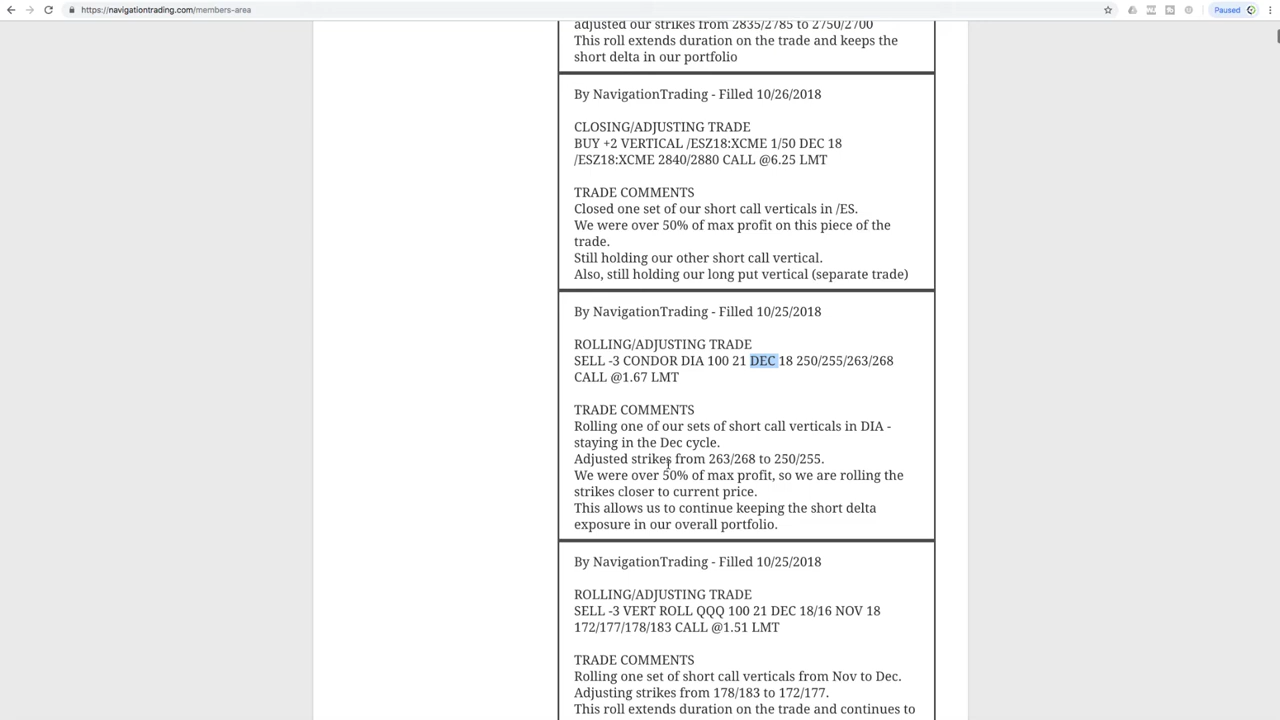 https://navigationtrading.com/members-area
Paused
adjusted our strikes from 2835/2785 to 2750/2700
This roll extends duration on the trade and keeps the
short delta in our portfolio
By NavigationTrading - Filled 10/26/2018
CLOSING/ADJUSTING TRADE
BUY +2 VERTICAL /ESZ18:XCME 1/50 DEC 18
/ESZ18:XCME 2840/2880 CALL @6.25 LMT
TRADE COMMENTS
Closed one set of our short call verticals in /ES.
We were over 50% of max profit on this piece of the
trade.
Still holding our other short call vertical.
Also, still holding our long put vertical (separate trade)
By NavigationTrading - Filled 10/25/2018
ROLLING/ADJUSTING TRADE
SELL -3 CONDOR DIA 100 21 DEC 18 250/255/263/268
CALL @1.67 LMT
TRADE COMMENTS
Rolling one of our sets of short call verticals in DIA -
staying in the Dec cycle.
Adjusted strikes from 263/268 to 250/255.
We were over 50% of max profit, so we are rolling the
strikes closer to current price.
This allows us to continue keeping the short delta
exposure in our overall portfolio.
By NavigationTrading - Filled 10/25/2018
ROLLING/ADJUSTING TRADE
SELL -3 VERT ROLL QQQ 100 21 DEC 18/16 NOV 18
172/177/178/183 CALL @1.51 LMT
TRADE COMMENTS
Rolling one set of short call verticals from Nov to Dec.
Adjusting strikes from 178/183 to 172/177.
This roll extends duration on the trade and continues to